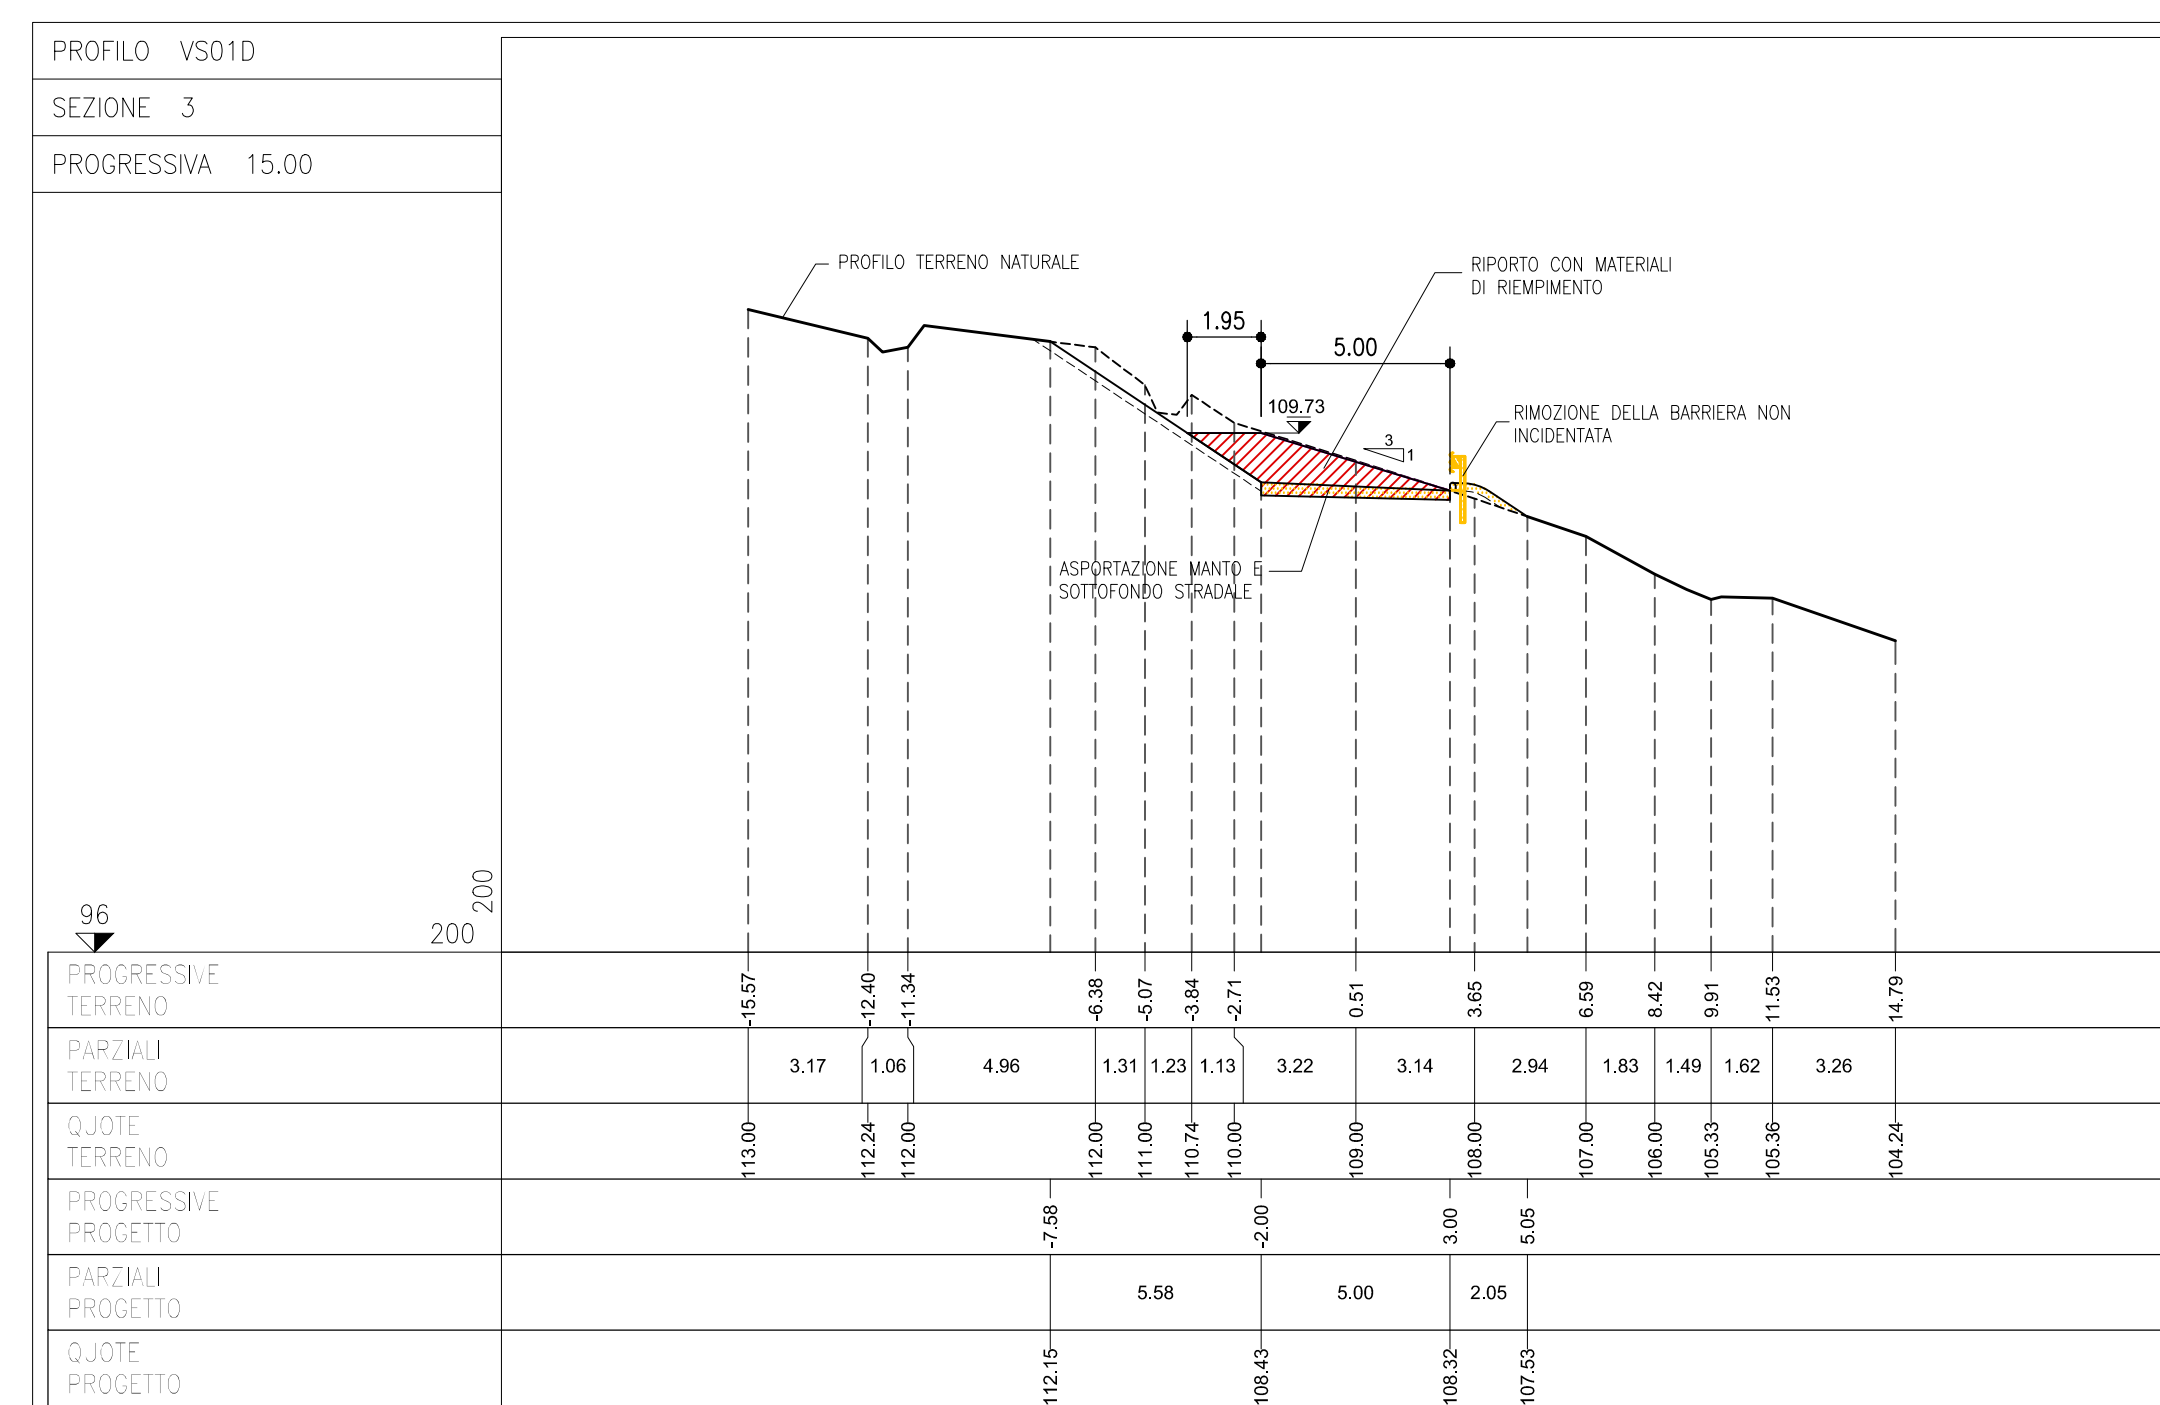 PROFILO VS01D
SEZIONE 3
PROGRESSIVA 15.00
PROFILO TERRENO NATURALE
RIPORTO CON MATERIALI
DI RIEMPIMENTO
1.95
5.00
109.73
3
1
RIMOZIONE DELLA BARRIERA NON
INCIDENTATA
ASPORTAZIONE MANTO E
SOTTOFONDO STRADALE
96
200
200
PROGRESSIVE
TERRENO
-15.57 -12.40 -11.34 -6.38 -5.07 -3.84 -2.71 0.51 3.65 6.59 8.42 9.91 11.53 14.79
PARZIALI
TERRENO
3.17 1.06 4.96 1.31 1.23 1.13 3.22 3.14 2.94 1.83 1.49 1.62 3.26
QJOTE
TERRENO
113.00 112.24 112.00 112.00 111.00 110.74 110.00 109.00 108.00 107.00 106.00 105.33 105.36 104.24
PROGRESSIVE
PROGETTO
-7.58 -2.00 3.00 5.05
PARZIALI
PROGETTO
5.58 5.00 2.05
QJOTE
PROGETTO
112.15 108.43 108.32 107.53